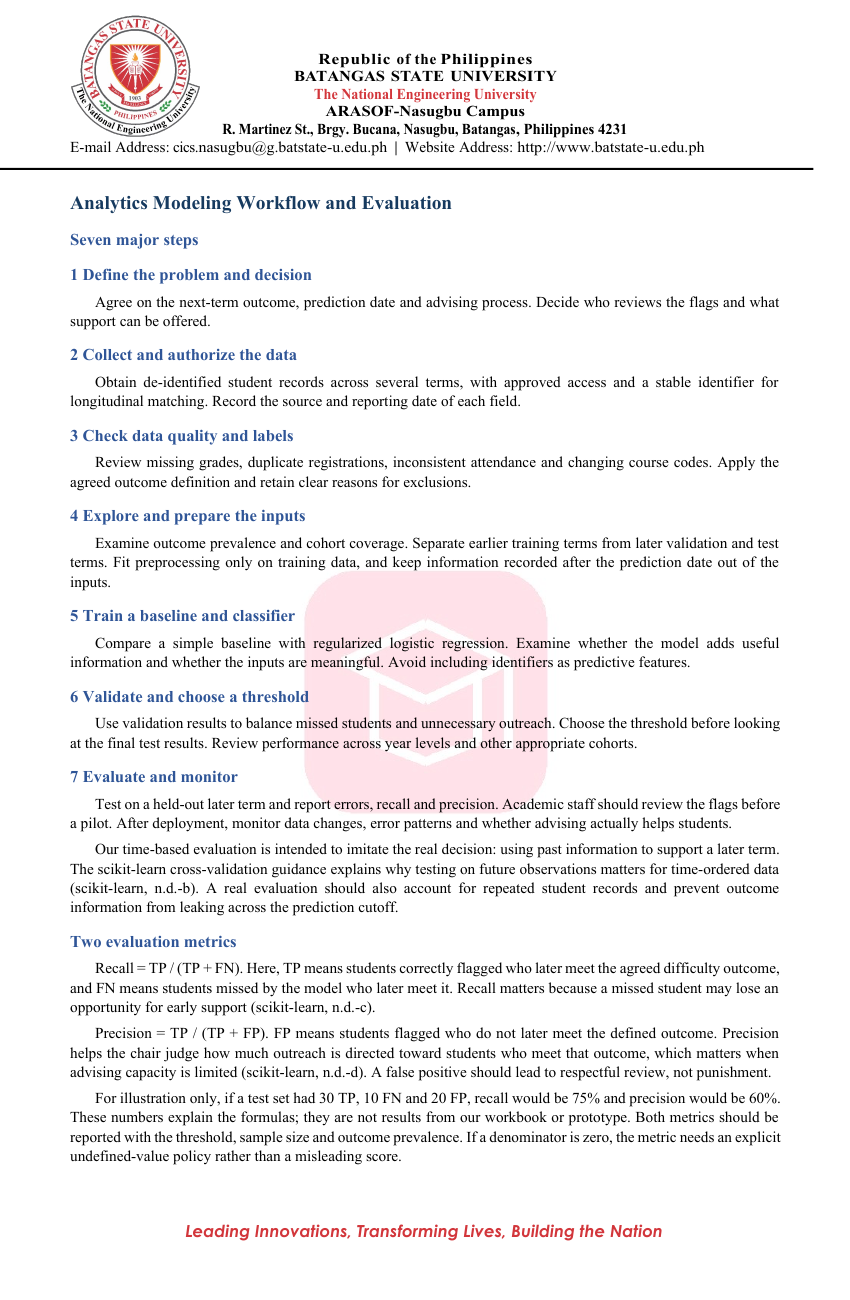 BATANGAS STATE UNIVERSITY
The National Engineering University
1903
PHILIPPINES
Republic of the Philippines
BATANGAS STATE UNIVERSITY
The National Engineering University
ARASOF-Nasugbu Campus
R. Martinez St., Brgy. Bucana, Nasugbu, Batangas, Philippines 4231
E-mail Address: cics.nasugbu@g.batstate-u.edu.ph | Website Address: http://www.batstate-u.edu.ph
Analytics Modeling Workflow and Evaluation
Seven major steps
1 Define the problem and decision
Agree on the next-term outcome, prediction date and advising process. Decide who reviews the flags and what
support can be offered.
2 Collect and authorize the data
Obtain de-identified student records across several terms, with approved access and a stable identifier for
longitudinal matching. Record the source and reporting date of each field.
3 Check data quality and labels
Review missing grades, duplicate registrations, inconsistent attendance and changing course codes. Apply the
agreed outcome definition and retain clear reasons for exclusions.
4 Explore and prepare the inputs
Examine outcome prevalence and cohort coverage. Separate earlier training terms from later validation and test
terms. Fit preprocessing only on training data, and keep information recorded after the prediction date out of the
inputs.
5 Train a baseline and classifier
Compare a simple baseline with regularized logistic regression. Examine whether the model adds useful
information and whether the inputs are meaningful. Avoid including identifiers as predictive features.
6 Validate and choose a threshold
Use validation results to balance missed students and unnecessary outreach. Choose the threshold before looking
at the final test results. Review performance across year levels and other appropriate cohorts.
7 Evaluate and monitor
Test on a held-out later term and report errors, recall and precision. Academic staff should review the flags before
a pilot. After deployment, monitor data changes, error patterns and whether advising actually helps students.
Our time-based evaluation is intended to imitate the real decision: using past information to support a later term.
The scikit-learn cross-validation guidance explains why testing on future observations matters for time-ordered data
(scikit-learn, n.d.-b). A real evaluation should also account for repeated student records and prevent outcome
information from leaking across the prediction cutoff.
Two evaluation metrics
Recall = TP / (TP + FN). Here, TP means students correctly flagged who later meet the agreed difficulty outcome,
and FN means students missed by the model who later meet it. Recall matters because a missed student may lose an
opportunity for early support (scikit-learn, n.d.-c).
Precision = TP / (TP + FP). FP means students flagged who do not later meet the defined outcome. Precision
helps the chair judge how much outreach is directed toward students who meet that outcome, which matters when
advising capacity is limited (scikit-learn, n.d.-d). A false positive should lead to respectful review, not punishment.
For illustration only, if a test set had 30 TP, 10 FN and 20 FP, recall would be 75% and precision would be 60%.
These numbers explain the formulas; they are not results from our workbook or prototype. Both metrics should be
reported with the threshold, sample size and outcome prevalence. If a denominator is zero, the metric needs an explicit
undefined-value policy rather than a misleading score.
Leading Innovations, Transforming Lives, Building the Nation